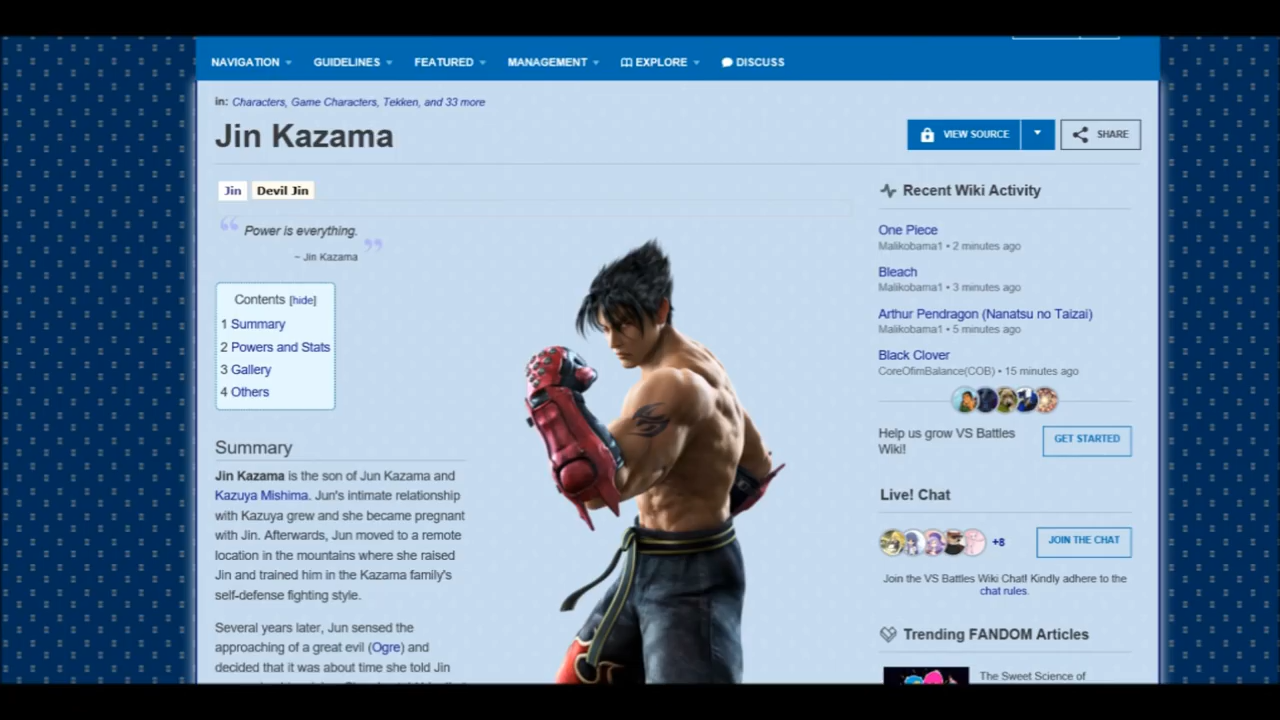 NAVIGATION GUIDELINES FEATURED MANAGEMENT EXPLORE DISCUSS
in: Characters, Game Characters, Tekken, and 33 more
Jin Kazama
VIEW SOURCE
SHARE
Jin Devil Jin
“ Power is everything. ”
– Jin Kazama
Contents [hide]
1 Summary
2 Powers and Stats
3 Gallery
4 Others
Summary
Jin Kazama is the son of Jun Kazama and
Kazuya Mishima. Jun's intimate relationship
with Kazuya grew and she became pregnant
with Jin. Afterwards, Jun moved to a remote
location in the mountains where she raised
Jin and trained him in the Kazama family's
self-defense fighting style.
Several years later, Jun sensed the
approaching of a great evil (Ogre) and
decided that it was about time she told Jin
Recent Wiki Activity
One Piece
Malikobama1 • 2 minutes ago
Bleach
Malikobama1 • 3 minutes ago
Arthur Pendragon (Nanatsu no Taizai)
Malikobama1 • 5 minutes ago
Black Clover
CoreOfimBalance(COB) • 15 minutes ago
Help us grow VS Battles
Wiki!
GET STARTED
Live! Chat
+8
JOIN THE CHAT
Join the VS Battles Wiki Chat! Kindly adhere to the
chat rules.
Trending FANDOM Articles
The Sweet Science of